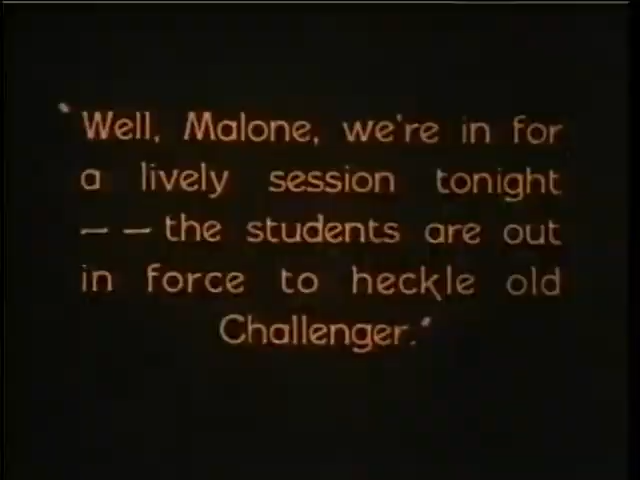 "Well, Malone, we're in for
a lively session tonight
— — the students are out
in force to heckle old
Challenger."